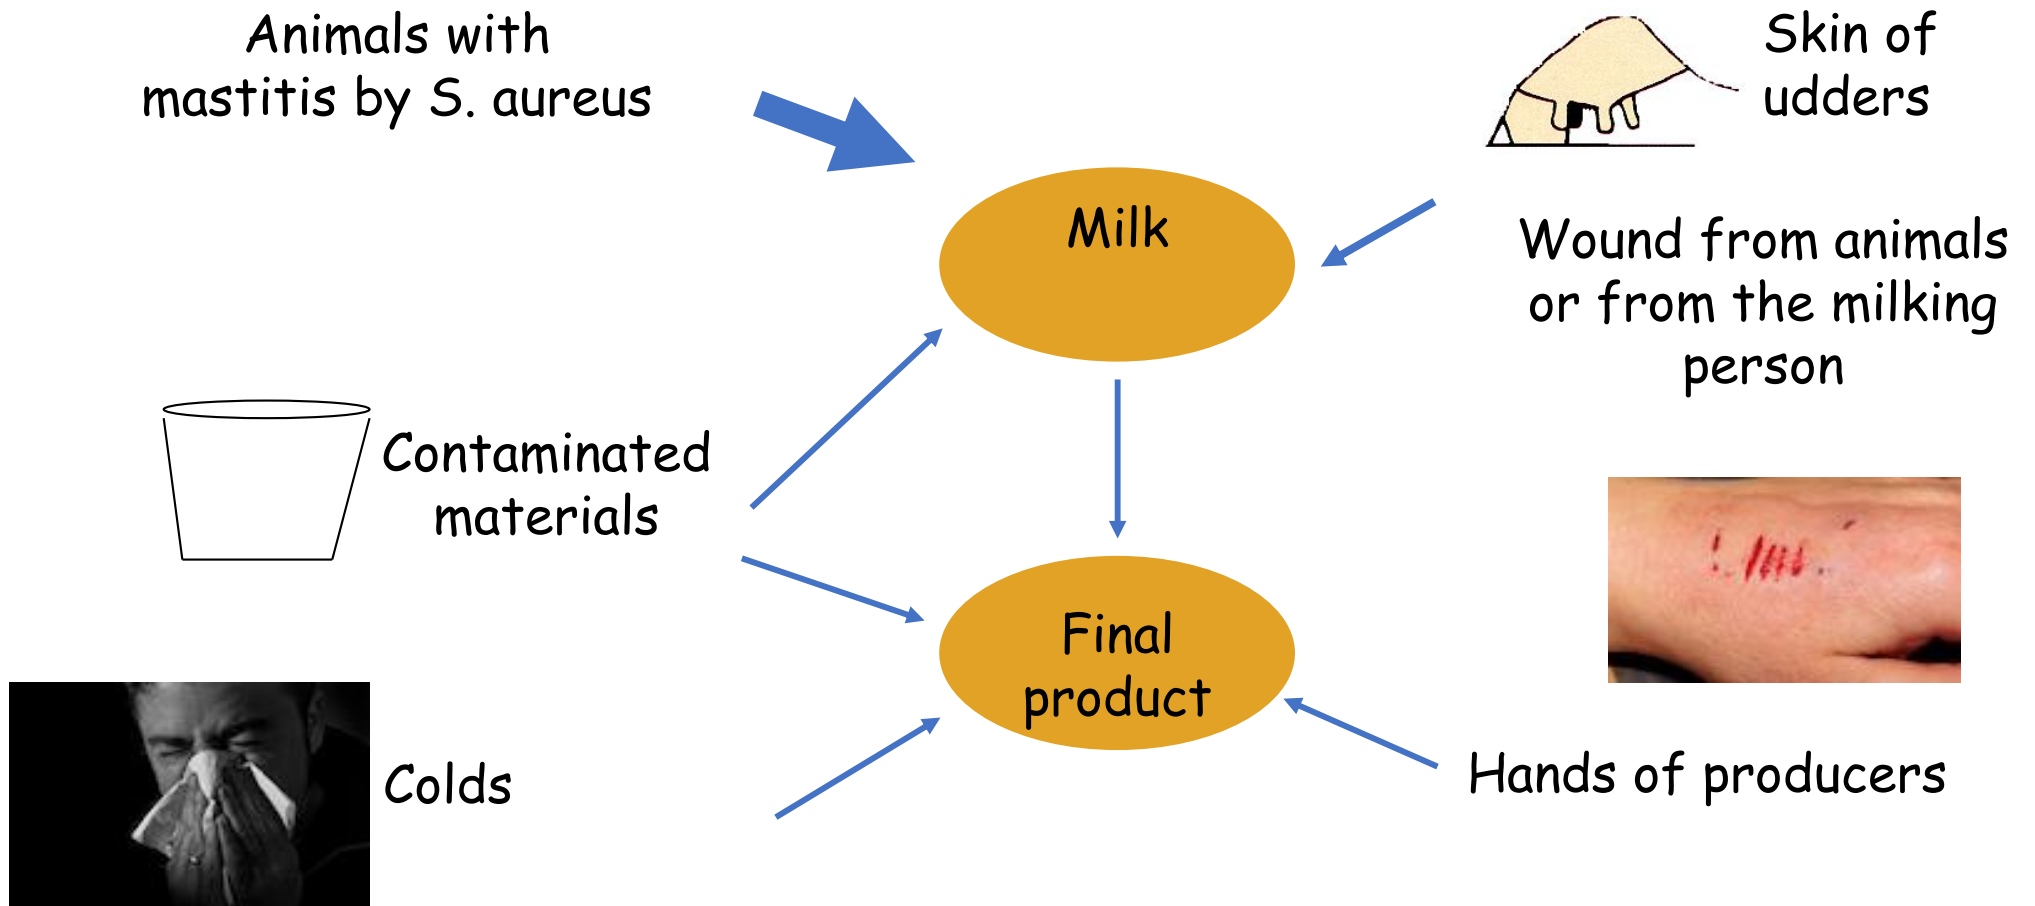 Animals with
mastitis by S. aureus
Skin of
udders
Milk
Wound from animals
or from the milking
person
Contaminated
materials
Final
product
Colds
Hands of producers